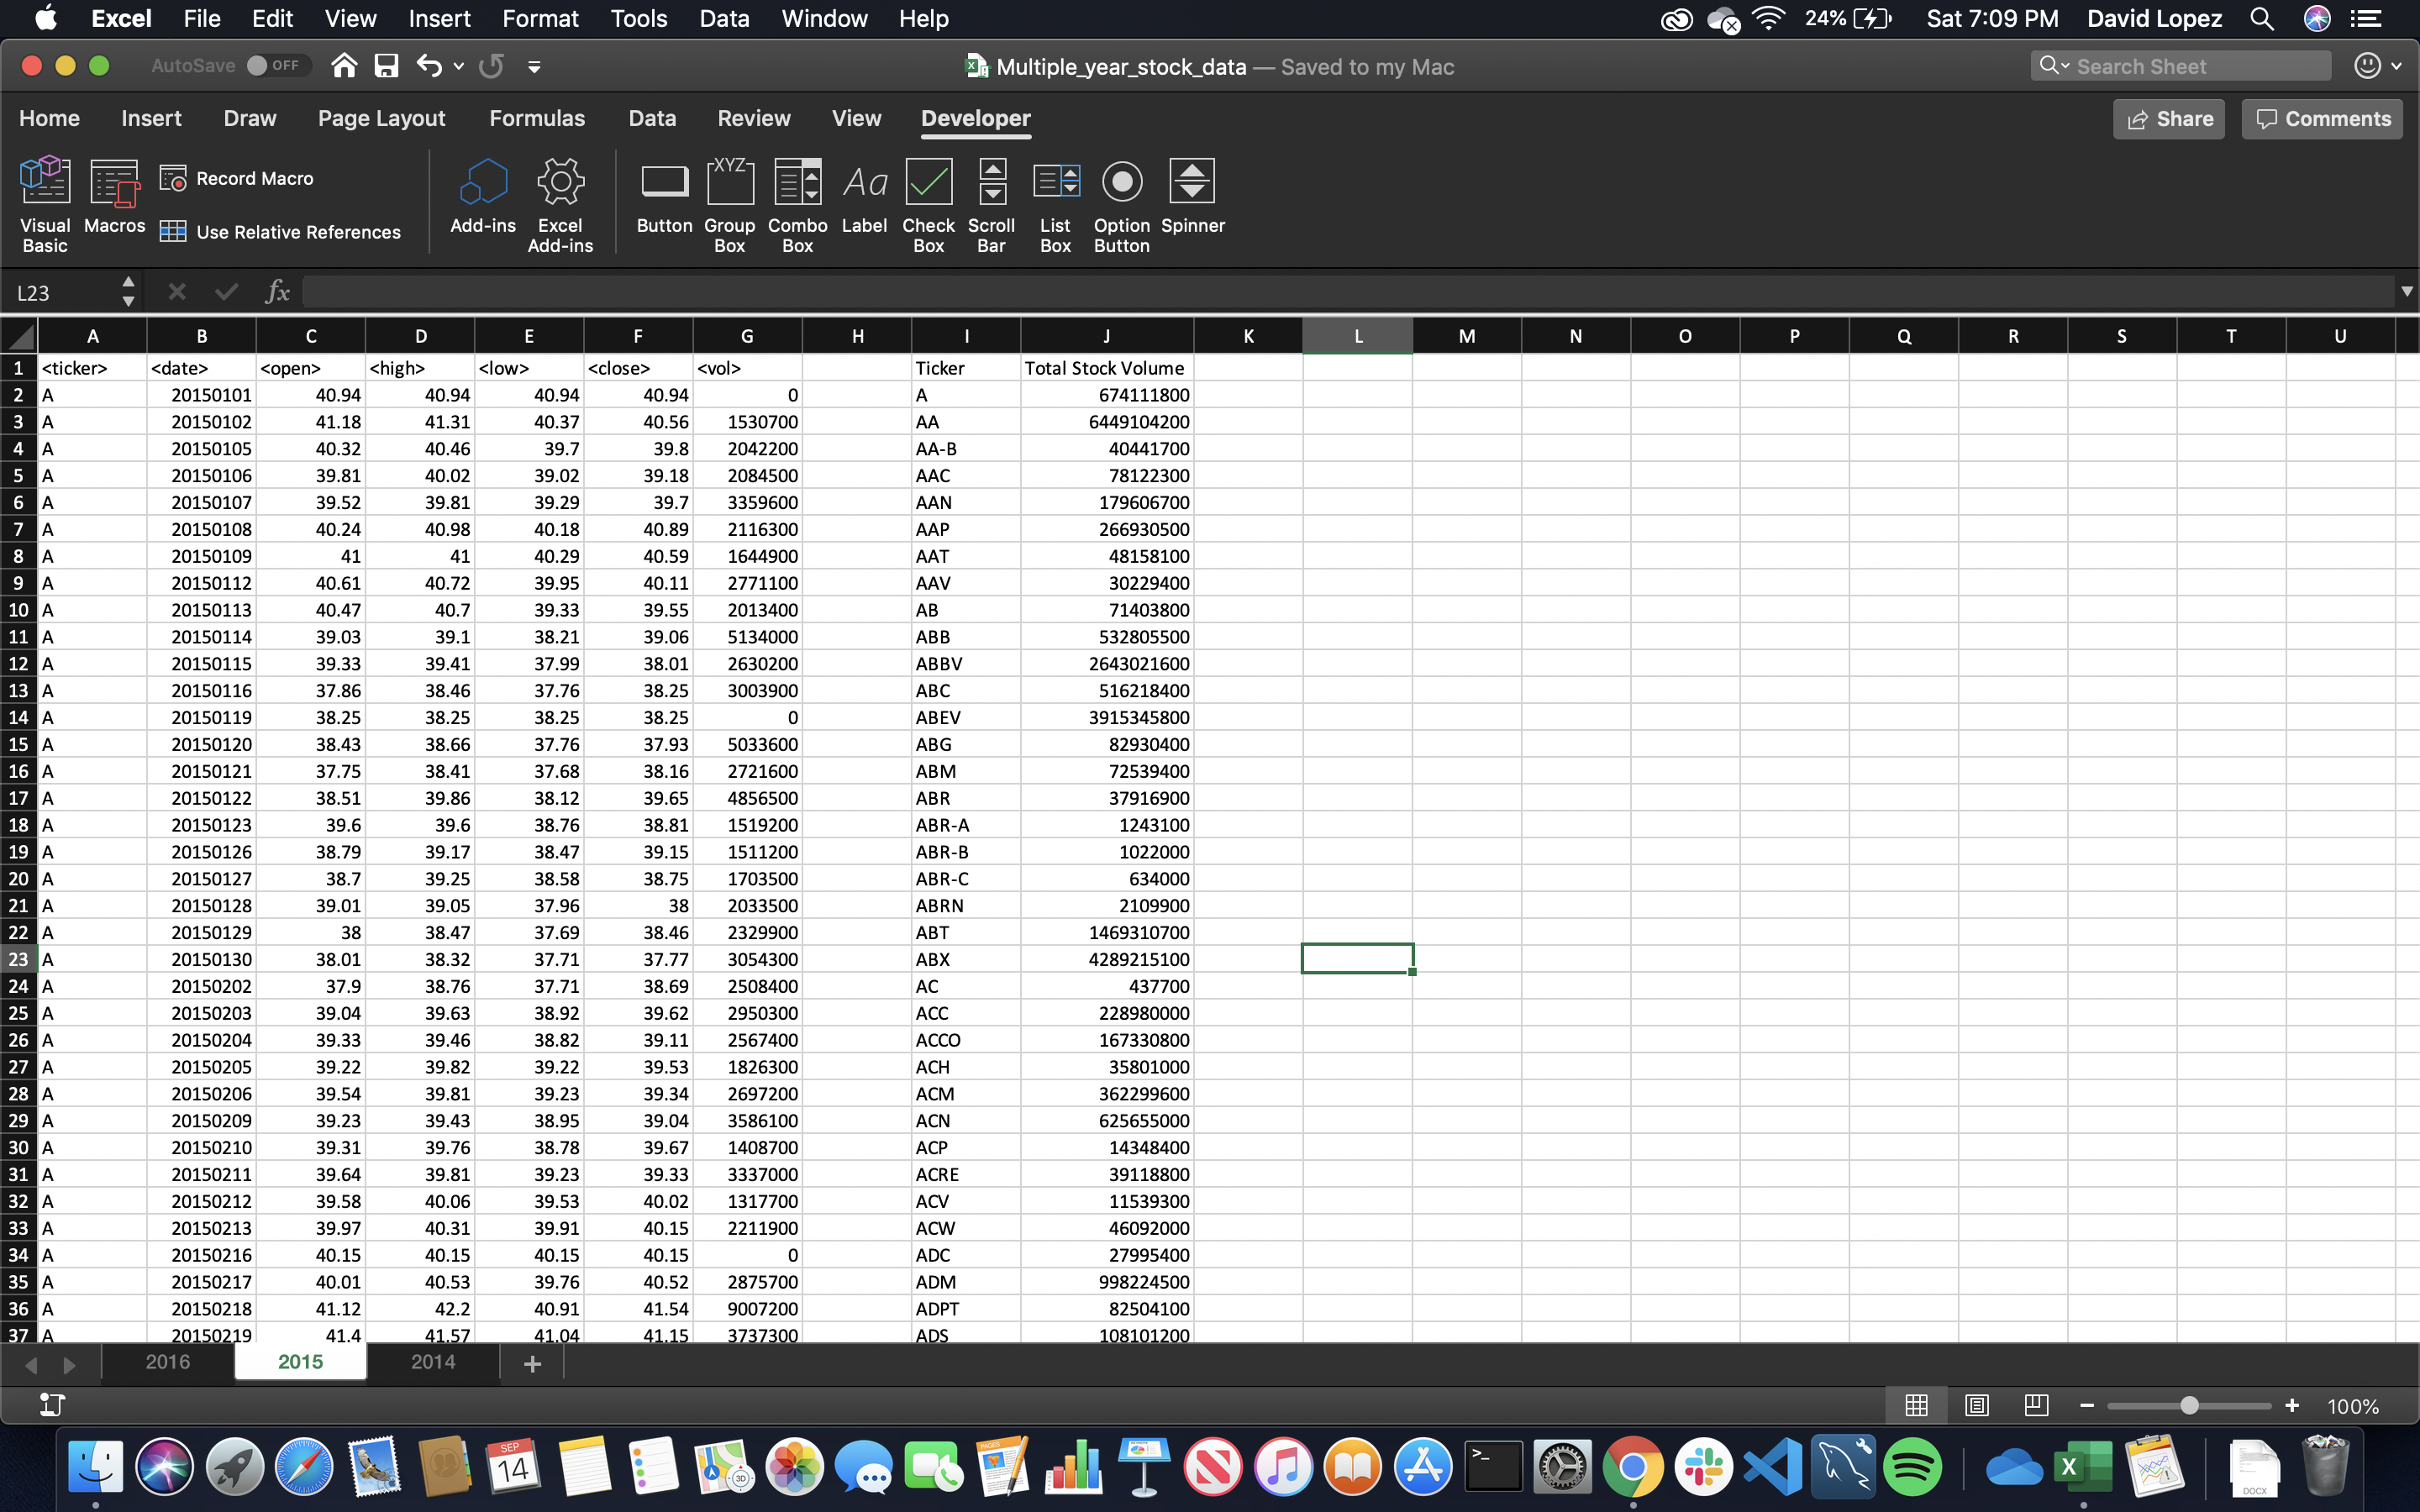 Excel File Edit View Insert Format Tools Data Window Help 24% Sat 7:09 PM David Lopez
AutoSave OFF Multiple_year_stock_data — Saved to my Mac Search Sheet
Home Insert Draw Page Layout Formulas Data Review View Developer Share Comments
Visual Basic Macros Record Macro Use Relative References Add-ins Excel Add-ins Button Group Box Combo Box Label Check Box Scroll Bar List Box Option Button Spinner
XYZ Aa
L23 fx
A B C D E F G H I J K L M N O P Q R S T U
1 <ticker> <date> <open> <high> <low> <close> <vol> Ticker Total Stock Volume
2 A 20150101 40.94 40.94 40.94 40.94 0 A 674111800
3 A 20150102 41.18 41.31 40.37 40.56 1530700 AA 6449104200
4 A 20150105 40.32 40.46 39.7 39.8 2042200 AA-B 40441700
5 A 20150106 39.81 40.02 39.02 39.18 2084500 AAC 78122300
6 A 20150107 39.52 39.81 39.29 39.7 3359600 AAN 179606700
7 A 20150108 40.24 40.98 40.18 40.89 2116300 AAP 266930500
8 A 20150109 41 41 40.29 40.59 1644900 AAT 48158100
9 A 20150112 40.61 40.72 39.95 40.11 2771100 AAV 30229400
10 A 20150113 40.47 40.7 39.33 39.55 2013400 AB 71403800
11 A 20150114 39.03 39.1 38.21 39.06 5134000 ABB 532805500
12 A 20150115 39.33 39.41 37.99 38.01 2630200 ABBV 2643021600
13 A 20150116 37.86 38.46 37.76 38.25 3003900 ABC 516218400
14 A 20150119 38.25 38.25 38.25 38.25 0 ABEV 3915345800
15 A 20150120 38.43 38.66 37.76 37.93 5033600 ABG 82930400
16 A 20150121 37.75 38.41 37.68 38.16 2721600 ABM 72539400
17 A 20150122 38.51 39.86 38.12 39.65 4856500 ABR 37916900
18 A 20150123 39.6 39.6 38.76 38.81 1519200 ABR-A 1243100
19 A 20150126 38.79 39.17 38.47 39.15 1511200 ABR-B 1022000
20 A 20150127 38.7 39.25 38.58 38.75 1703500 ABR-C 634000
21 A 20150128 39.01 39.05 37.96 38 2033500 ABRN 2109900
22 A 20150129 38 38.47 37.69 38.46 2329900 ABT 1469310700
23 A 20150130 38.01 38.32 37.71 37.77 3054300 ABX 4289215100
24 A 20150202 37.9 38.76 37.71 38.69 2508400 AC 437700
25 A 20150203 39.04 39.63 38.92 39.62 2950300 ACC 228980000
26 A 20150204 39.33 39.46 38.82 39.11 2567400 ACCO 167330800
27 A 20150205 39.22 39.82 39.22 39.53 1826300 ACH 35801000
28 A 20150206 39.54 39.81 39.23 39.34 2697200 ACM 362299600
29 A 20150209 39.23 39.43 38.95 39.04 3586100 ACN 625655000
30 A 20150210 39.31 39.76 38.78 39.67 1408700 ACP 14348400
31 A 20150211 39.64 39.81 39.23 39.33 3337000 ACRE 39118800
32 A 20150212 39.58 40.06 39.53 40.02 1317700 ACV 11539300
33 A 20150213 39.97 40.31 39.91 40.15 2211900 ACW 46092000
34 A 20150216 40.15 40.15 40.15 40.15 0 ADC 27995400
35 A 20150217 40.01 40.53 39.76 40.52 2875700 ADM 998224500
36 A 20150218 41.12 42.2 40.91 41.54 9007200 ADPT 82504100
37 A 20150219 41.4 41.57 41.04 41.15 3737300 ADS 108101200
2016 2015 2014 +
100%
SEP 14 PAGES 3D DOCX